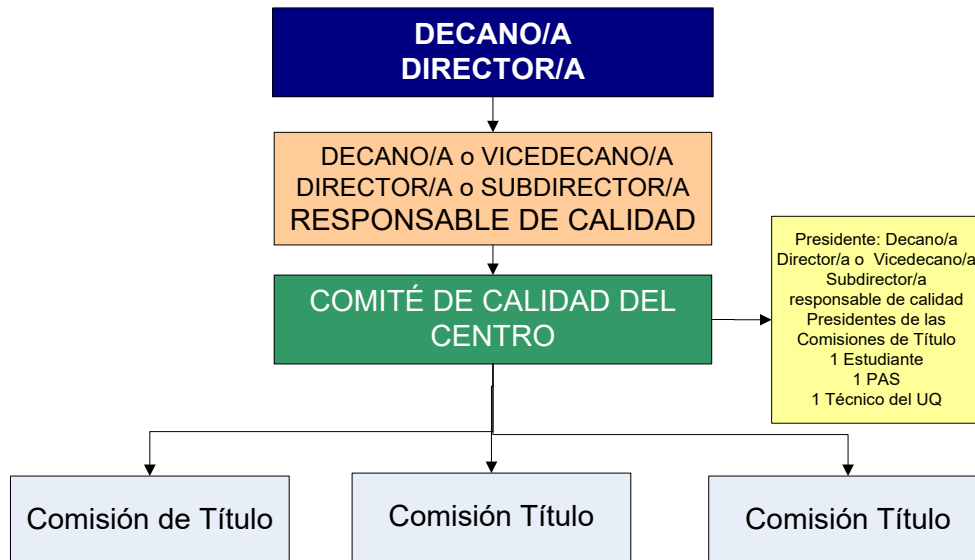 DECANO/A
DIRECTOR/A
DECANO/A o VICEDECANO/A
DIRECTOR/A o SUBDIRECTOR/A
RESPONSABLE DE CALIDAD
COMITÉ DE CALIDAD DEL
CENTRO
Presidente: Decano/a
Director/a o Vicedecano/a
Subdirector/a
responsable de calidad
Presidentes de las
Comisiones de Título
1 Estudiante
1 PAS
1 Técnico del UQ
Comisión de Título
Comisión Título
Comisión Título